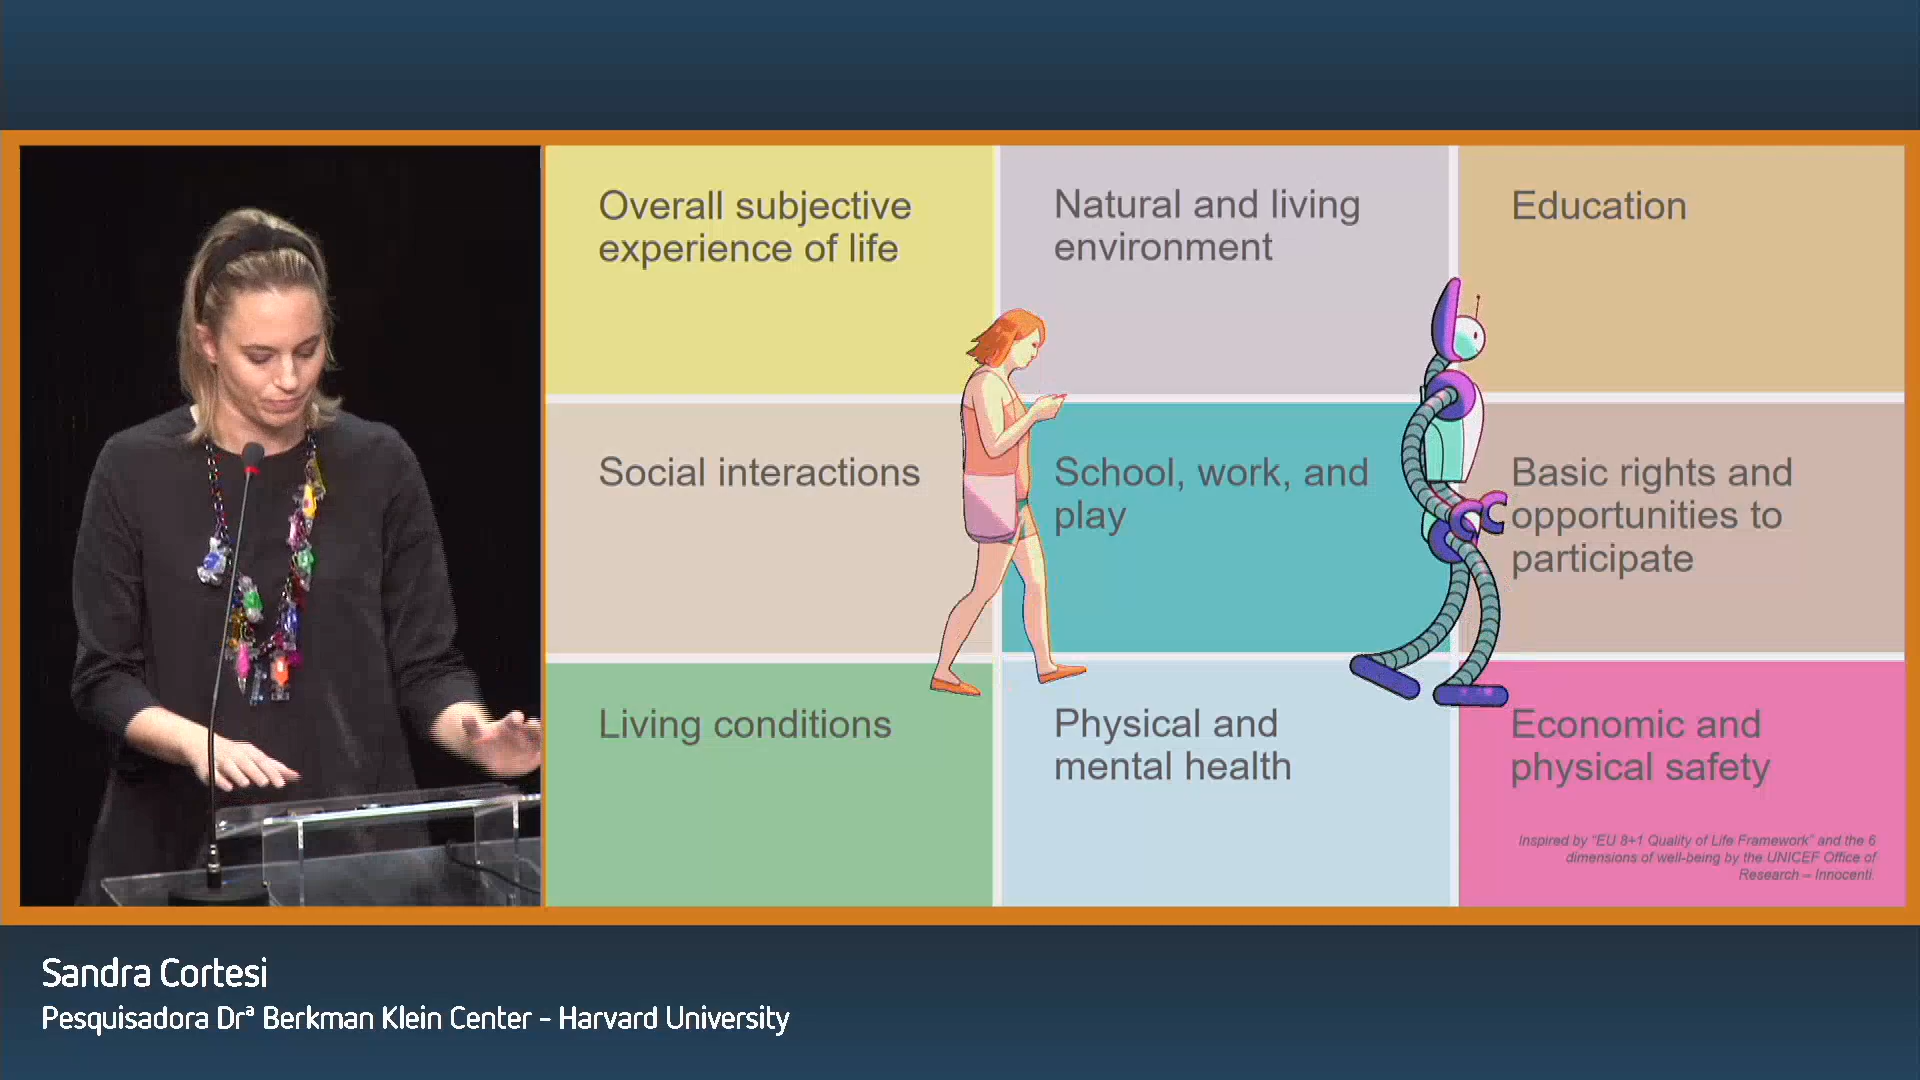 Overall subjective
experience of life
Natural and living
environment
Education
Social interactions
School, work, and
play
Basic rights and
opportunities to
participate
Living conditions
Physical and
mental health
Economic and
physical safety
Inspired by "EU 8+1 Quality of Life Framework" and the 6
dimensions of well-being by the UNICEF Office of
Research – Innocenti.
Sandra Cortesi
Pesquisadora Drª Berkman Klein Center - Harvard University